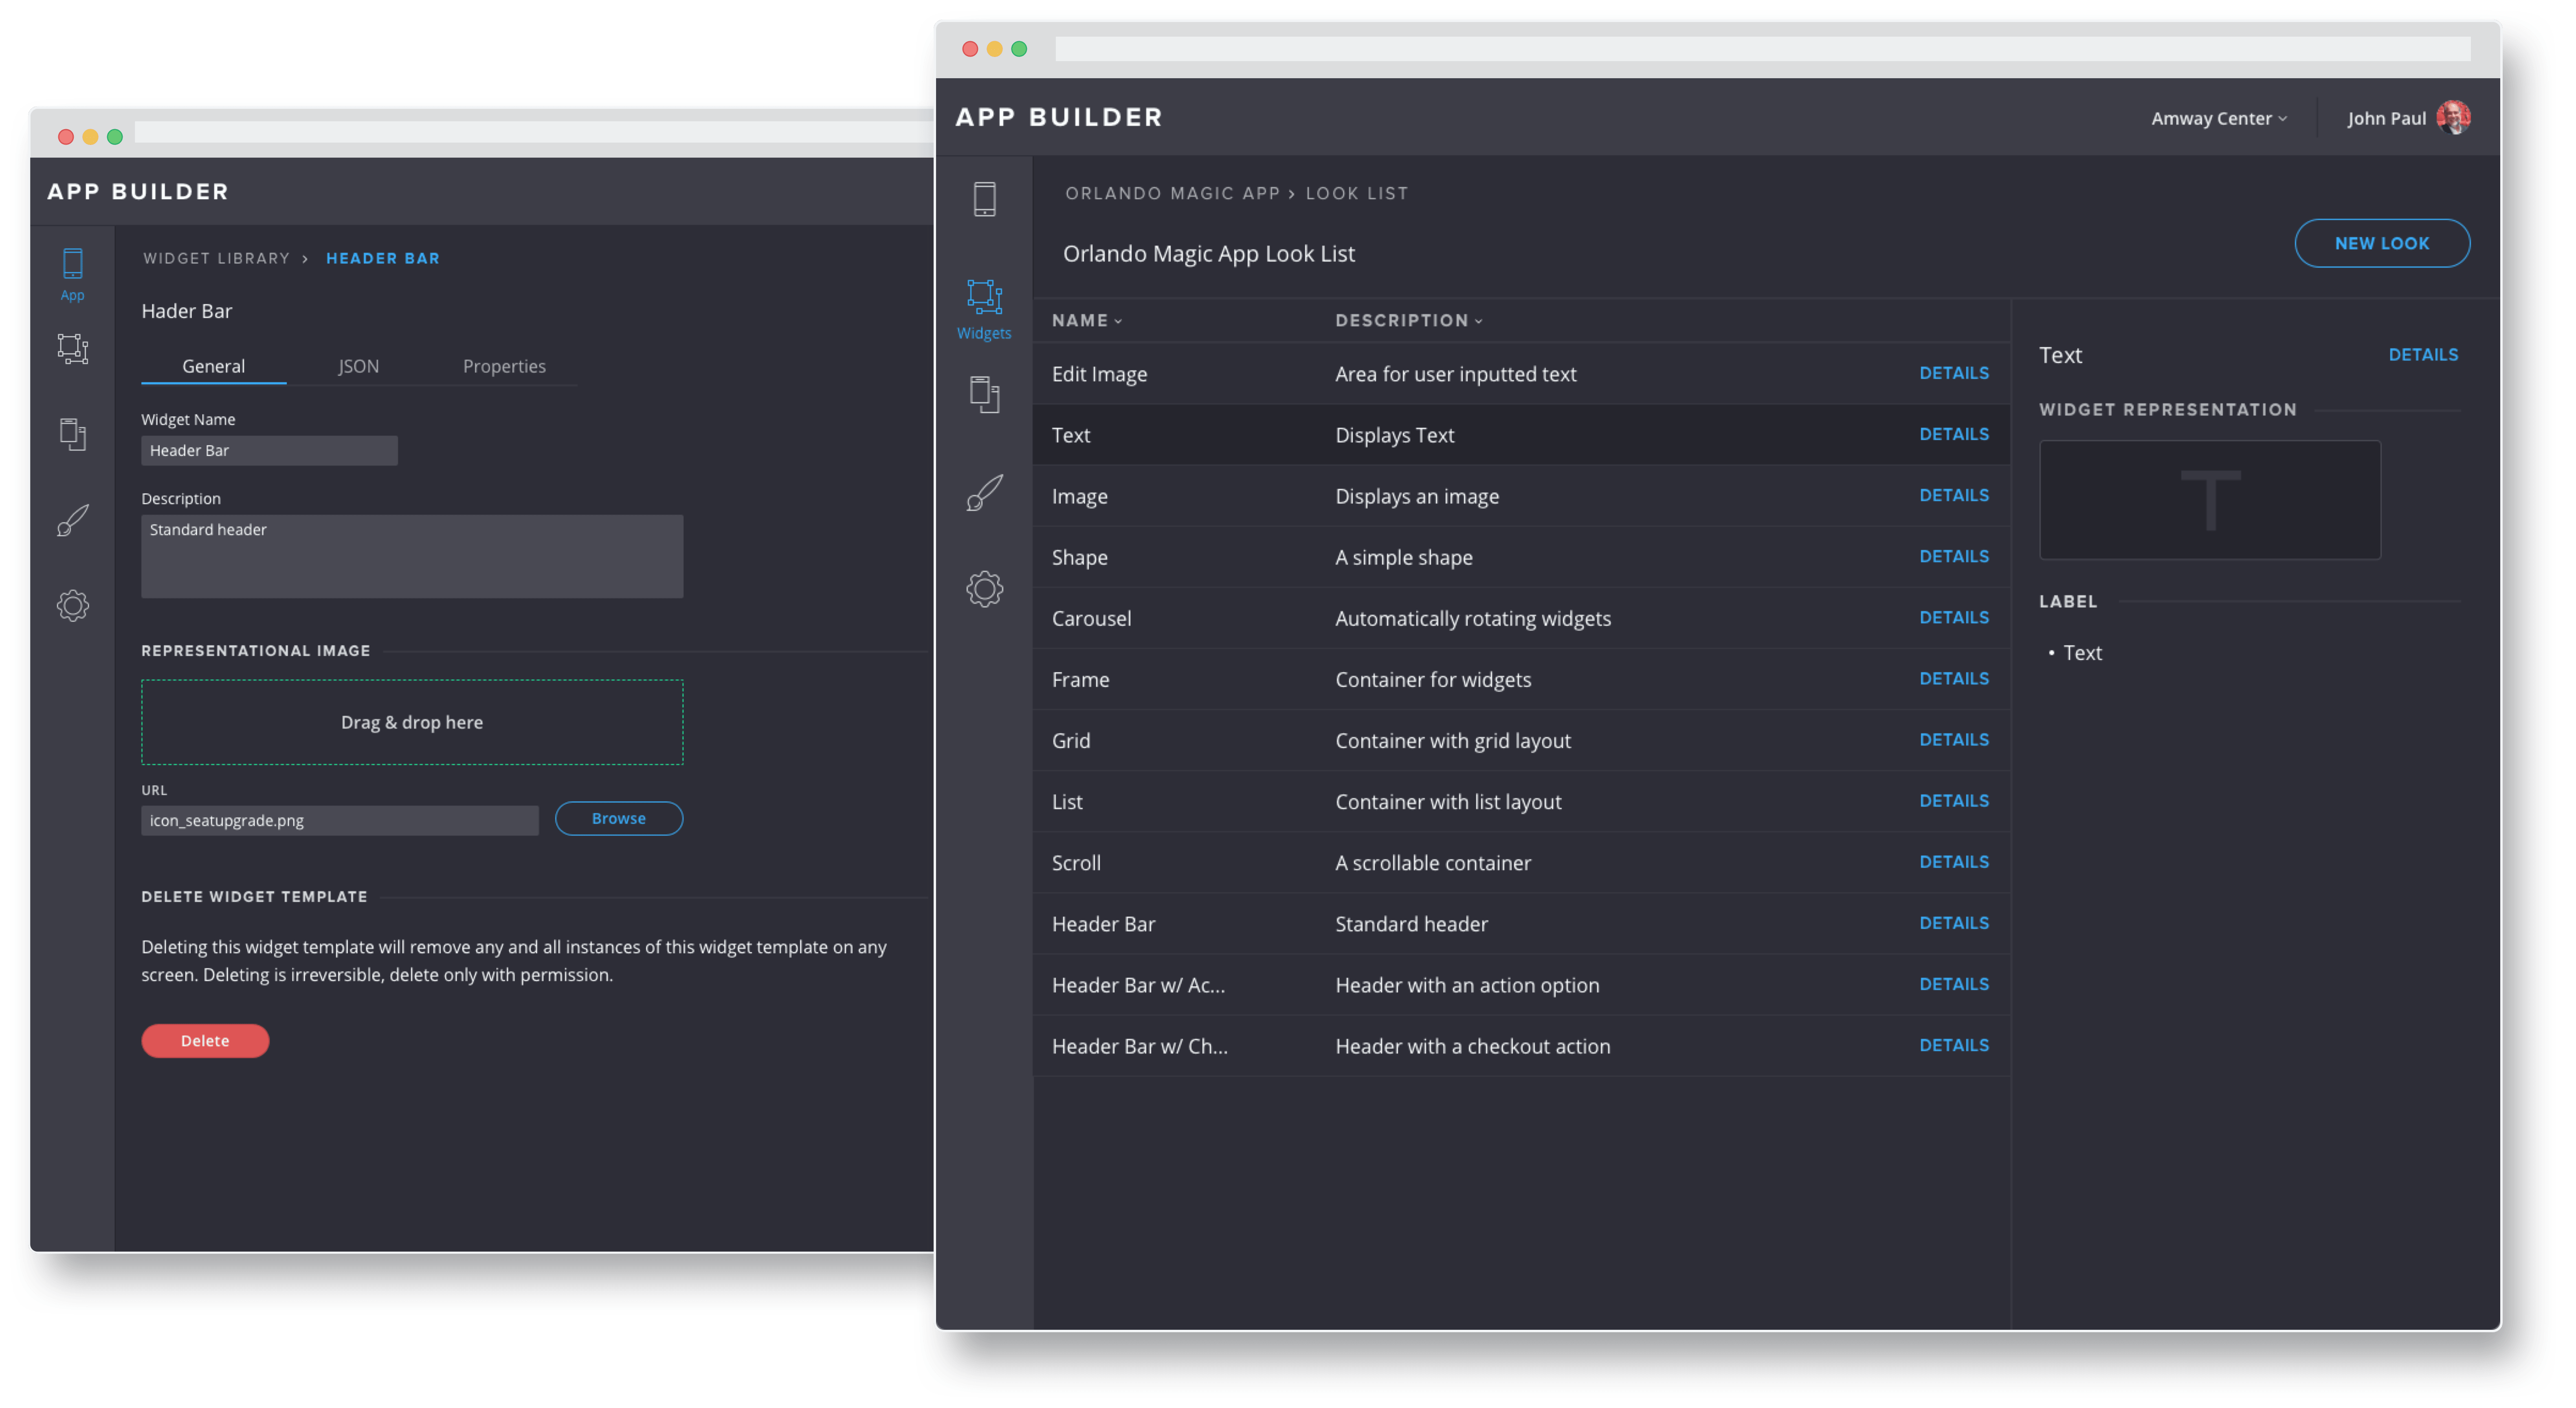 APP BUILDER
WIDGET LIBRARY > HEADER BAR
App
Hader Bar
General JSON Properties
Widget Name
Header Bar
Description
Standard header
REPRESENTATIONAL IMAGE
Drag & drop here
URL
icon_seatupgrade.png Browse
DELETE WIDGET TEMPLATE
Deleting this widget template will remove any and all instances of this widget template on any
screen. Deleting is irreversible, delete only with permission.
Delete
APP BUILDER
Amway Center John Paul
ORLANDO MAGIC APP > LOOK LIST
Orlando Magic App Look List
NEW LOOK
Widgets
NAME DESCRIPTION
Edit Image Area for user inputted text DETAILS
Text Displays Text DETAILS
Image Displays an image DETAILS
Shape A simple shape DETAILS
Carousel Automatically rotating widgets DETAILS
Frame Container for widgets DETAILS
Grid Container with grid layout DETAILS
List Container with list layout DETAILS
Scroll A scrollable container DETAILS
Header Bar Standard header DETAILS
Header Bar w/ Ac... Header with an action option DETAILS
Header Bar w/ Ch... Header with a checkout action DETAILS
Text DETAILS
WIDGET REPRESENTATION
T
LABEL
• Text